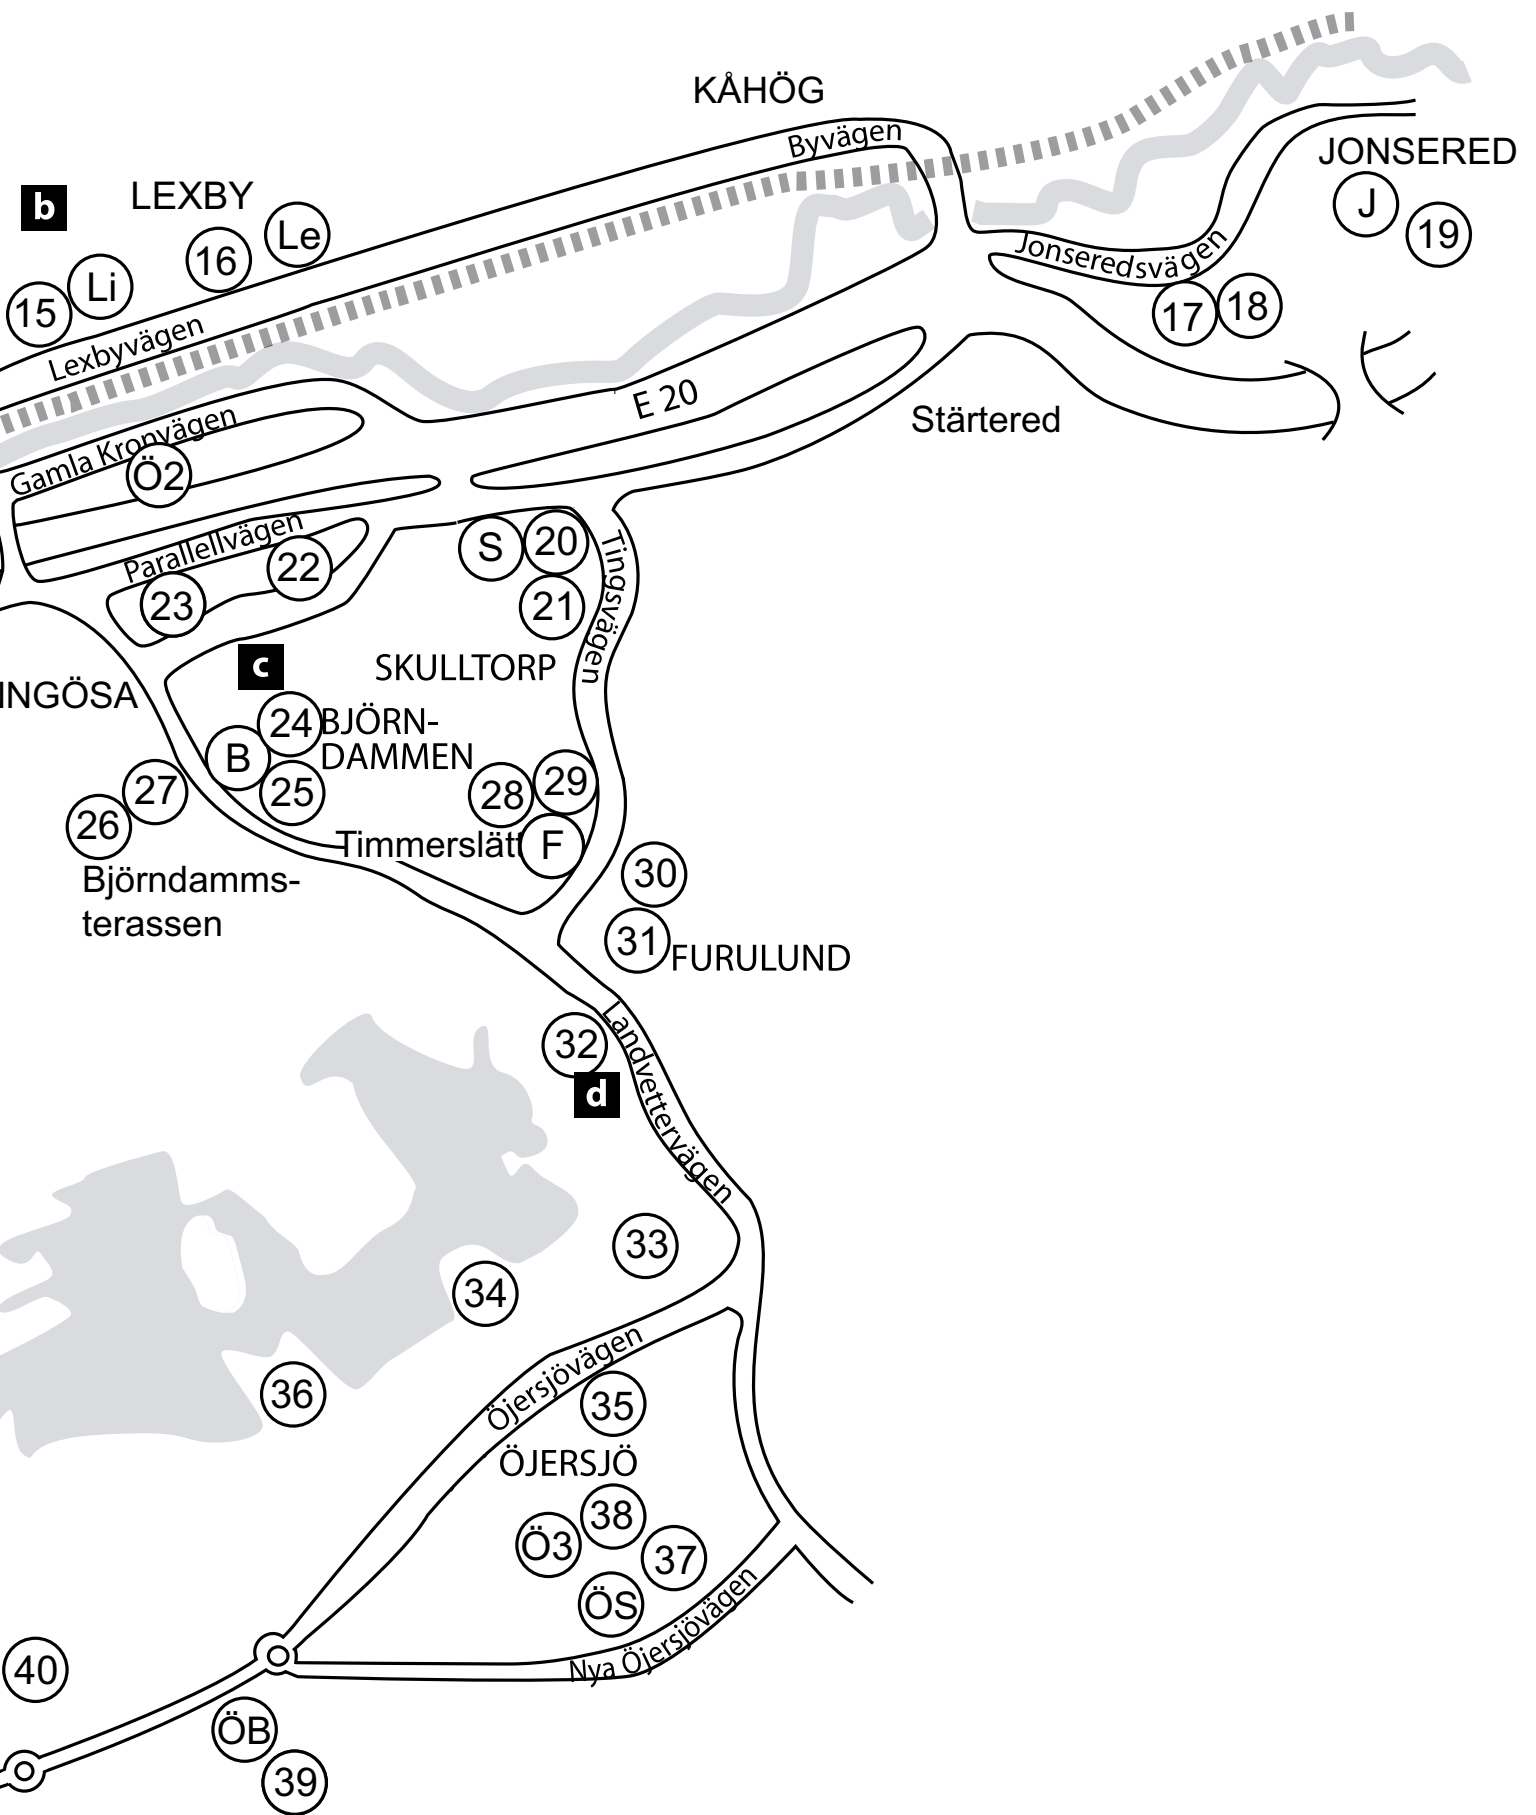 KÅHÖG
Byvägen
JONSERED
b
LEXBY
J
19
Le
16
Li
15
Jonseredsvägen
17
18
Lexbyvägen
E 20
Stärtered
Gamla Kronvägen
Ö2
Parallellvägen
22
23
S
20
21
Tingsvägen
c
SKULLTORP
INGÖSA
24
BJÖRN-
DAMMEN
B
25
27
26
28
29
Timmerslätt
F
Björndamms-
terassen
30
31
FURULUND
32
d
Landvettervägen
33
34
36
Öjersjövägen
35
ÖJERSJÖ
38
Ö3
37
ÖS
Nya Öjersjövägen
40
ÖB
39